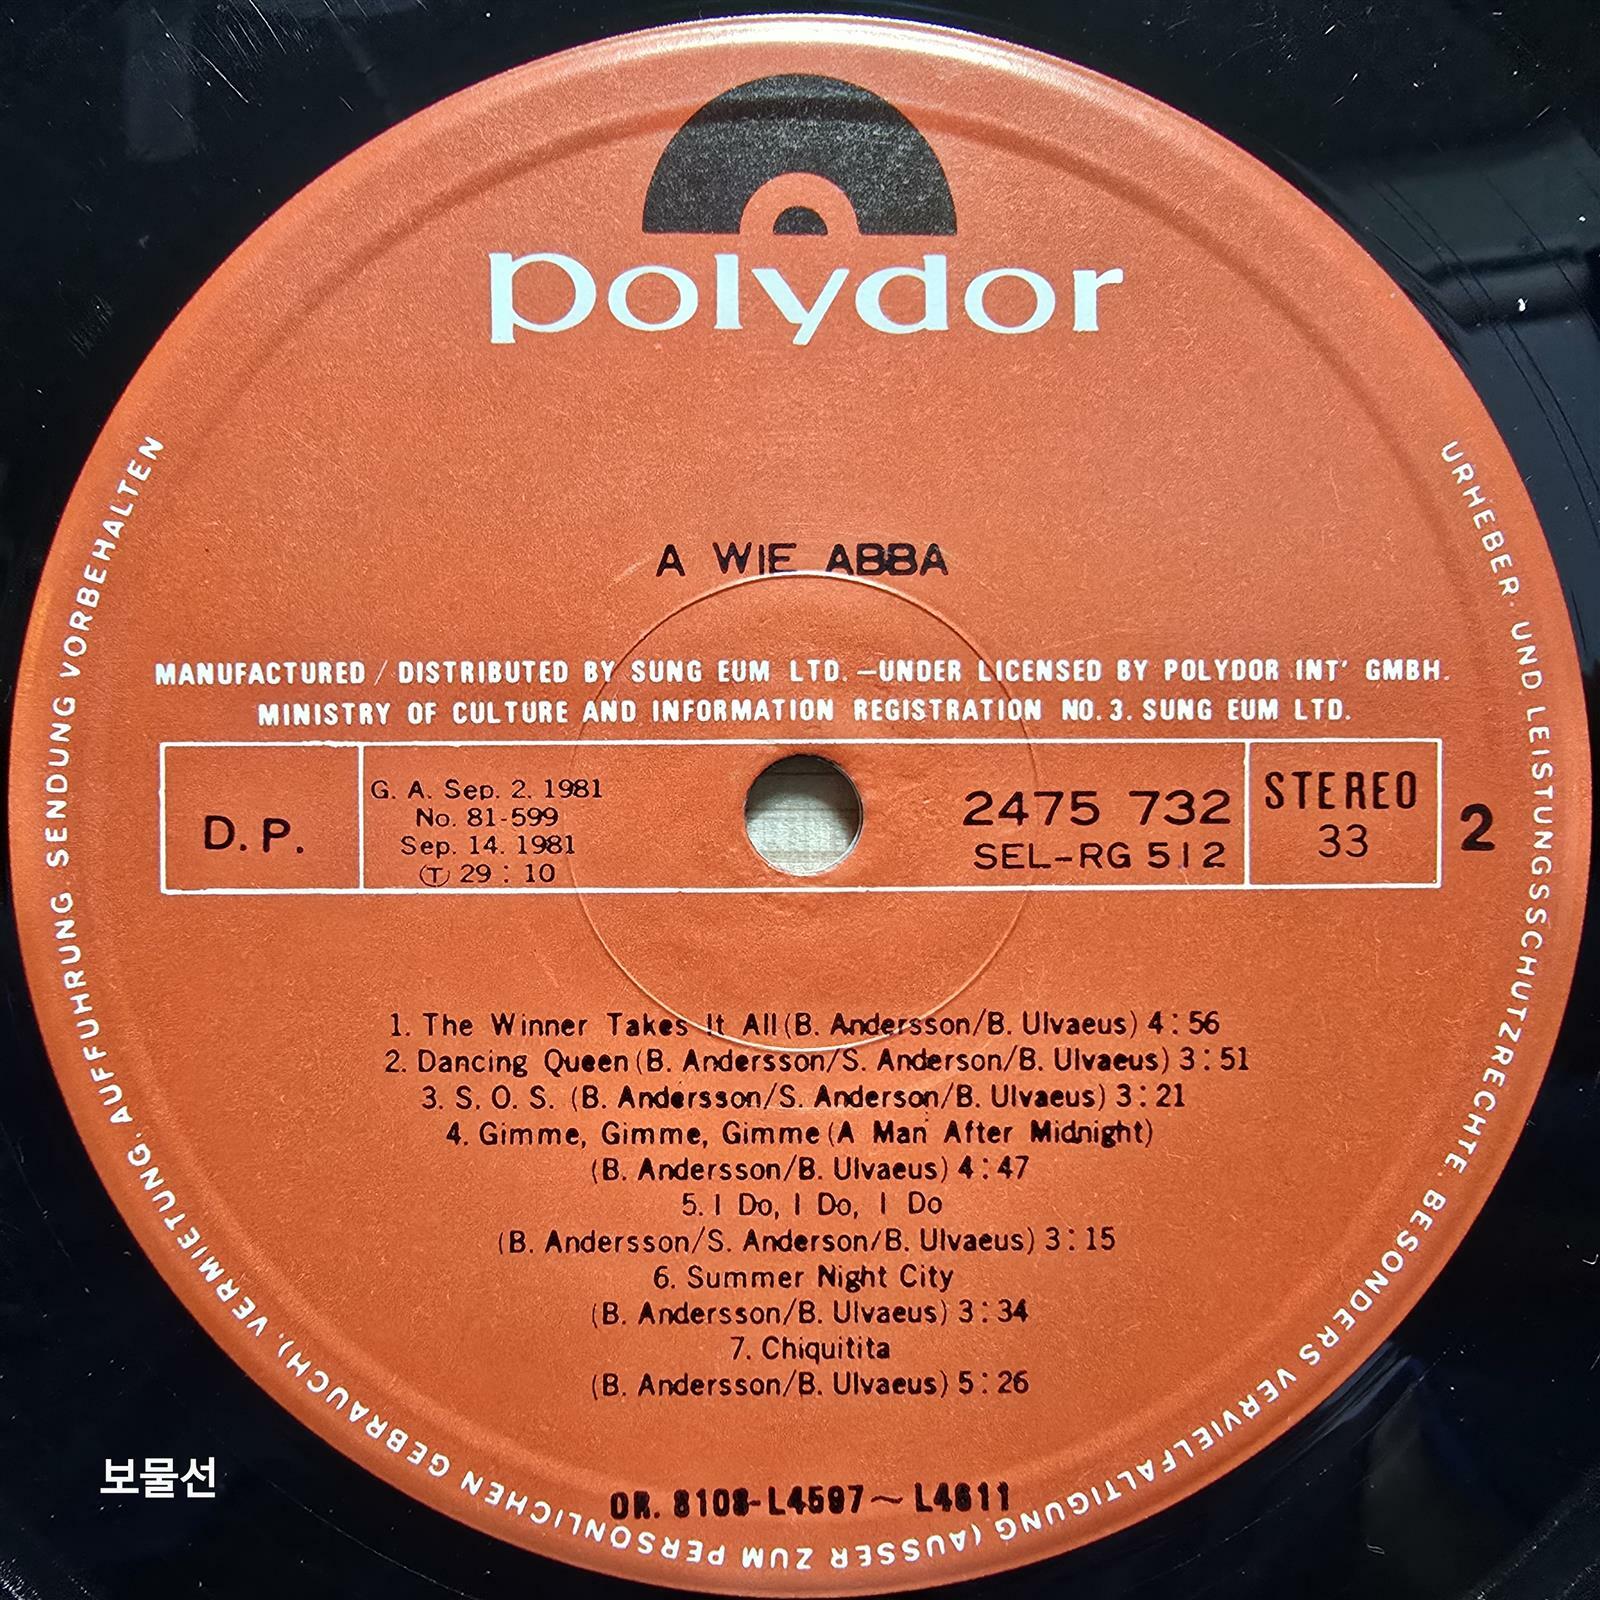 polydor
A WIE ABBA
MANUFACTURED / DISTRIBUTED BY SUNG EUM LTD. —UNDER LICENSED BY POLYDOR INT' GMBH.
MINISTRY OF CULTURE AND INFORMATION REGISTRATION NO. 3. SUNG EUM LTD.
D.P.
G. A. Sep. 2. 1981
No. 81-599
Sep. 14. 1981
Ⓣ 29 : 10
2475 732
SEL-RG 512
STEREO
33
2
1. The Winner Takes It All (B. Andersson/B. Ulvaeus) 4 : 56
2. Dancing Queen (B. Andersson/S. Anderson/B. Ulvaeus) 3 : 51
3. S. O. S. (B. Andersson/S. Anderson/B. Ulvaeus) 3 : 21
4. Gimme, Gimme, Gimme (A Man After Midnight)
(B. Andersson/B. Ulvaeus) 4 : 47
5. I Do, I Do, I Do
(B. Andersson/S. Anderson/B. Ulvaeus) 3 : 15
6. Summer Night City
(B. Andersson/B. Ulvaeus) 3 : 34
7. Chiquitita
(B. Andersson/B. Ulvaeus) 5 : 26
OR. 8108-L4597~L4611
URHEBER- UND LEISTUNGSSCHUTZRECHTE, BESONDERS VERVIELFALTIGUNG (AUSSER ZUM PERSONLICHEN GEBRAUCH), VERMIETUNG, AUFFUHRUNG, SENDUNG VORBEHALTEN
보물선